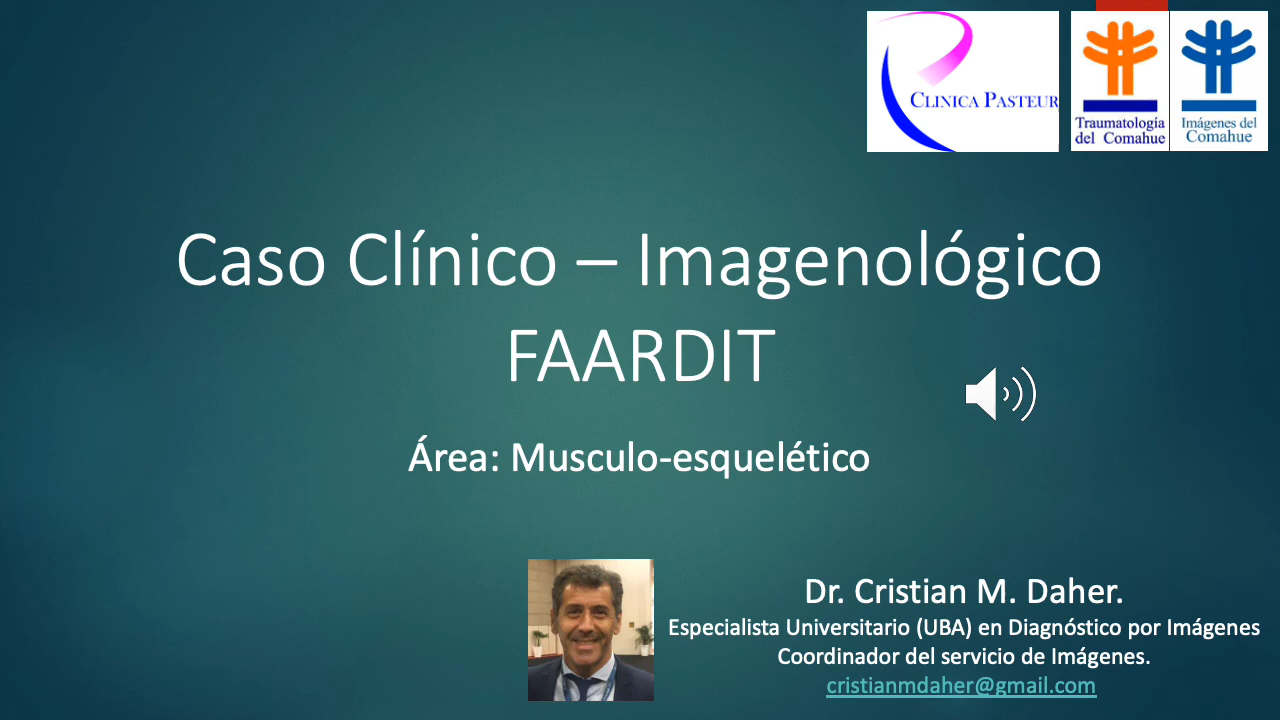 CLINICA PASTEUR
Traumatología
del Comahue
Imágenes del
Comahue
Caso Clínico – Imagenológico
FAARDIT
Área: Musculo-esquelético
Dr. Cristian M. Daher.
Especialista Universitario (UBA) en Diagnóstico por Imágenes
Coordinador del servicio de Imágenes.
cristianmdaher@gmail.com